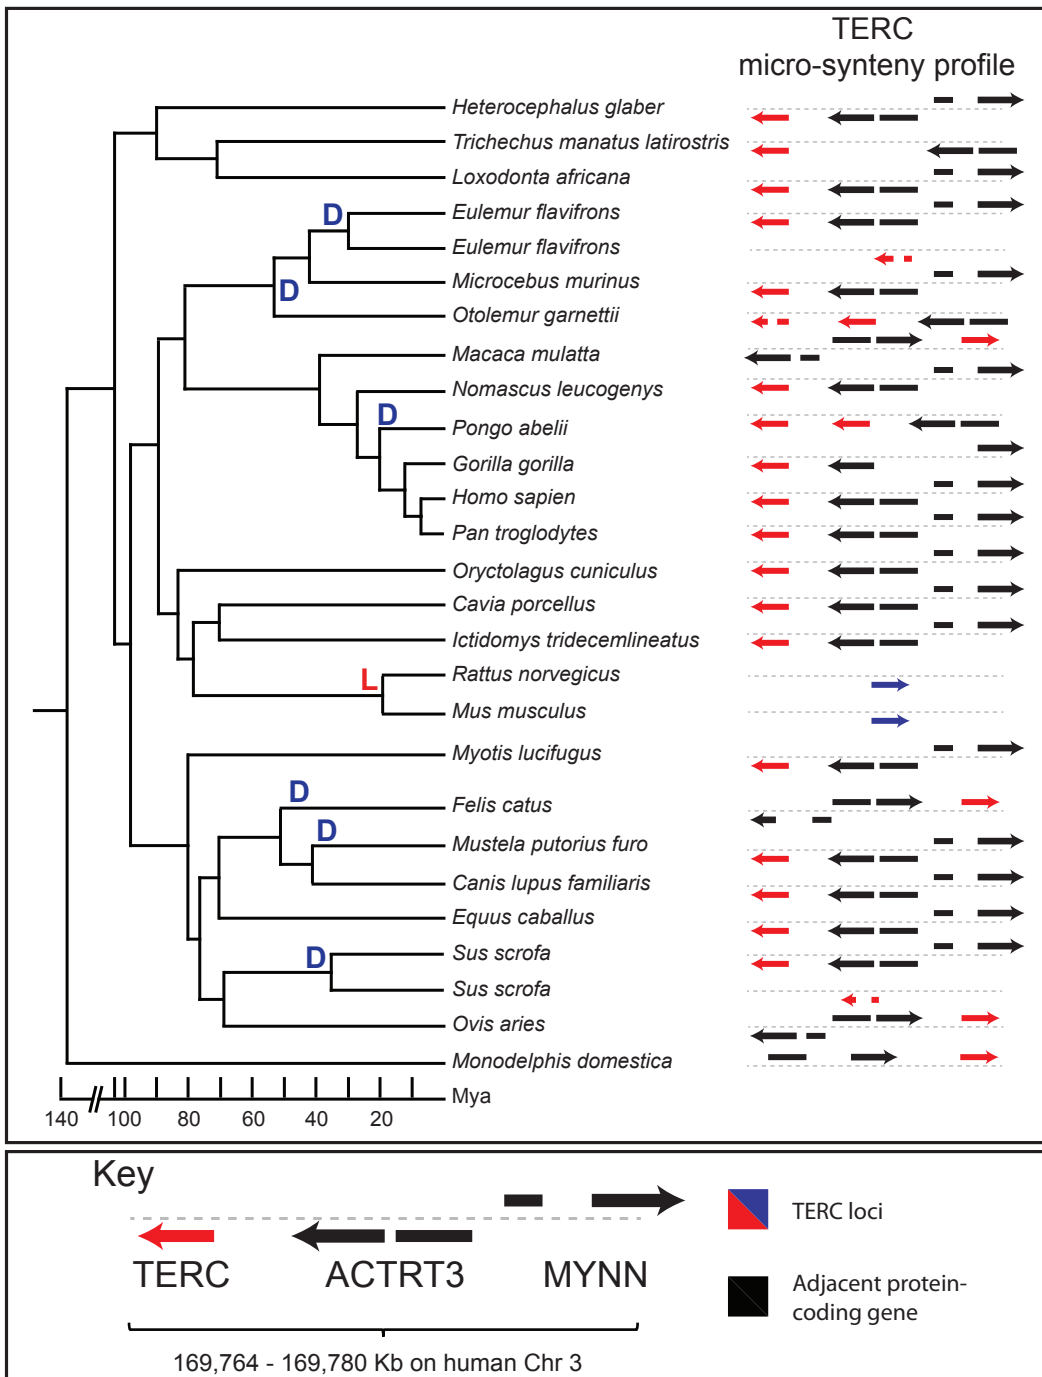 TERC
micro-synteny profile
Heterocephalus glaber
Trichechus manatus latirostris
Loxodonta africana
D
Eulemur flavifrons
Eulemur flavifrons
D
Microcebus murinus
Otolemur garnettii
Macaca mulatta
Nomascus leucogenys
D
Pongo abelii
Gorilla gorilla
Homo sapien
Pan troglodytes
Oryctolagus cuniculus
Cavia porcellus
Ictidomys tridecemlineatus
L
Rattus norvegicus
Mus musculus
Myotis lucifugus
D
Felis catus
D
Mustela putorius furo
Canis lupus familiaris
Equus caballus
D
Sus scrofa
Sus scrofa
Ovis aries
Monodelphis domestica
Mya
140 100 80 60 40 20
Key
TERC ACTRT3 MYNN
169,764 - 169,780 Kb on human Chr 3
TERC loci
Adjacent protein-
coding gene